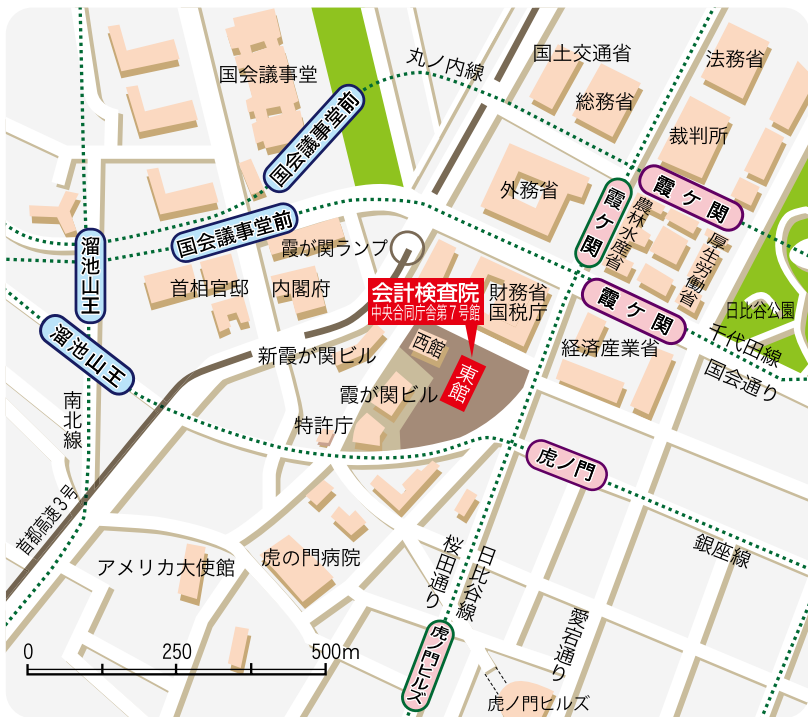 国土交通省
法務省
丸ノ内線
国会議事堂
総務省
国会議事堂前
裁判所
外務省
霞ケ関
霞ケ関
農林水産省
国会議事堂前
厚生労働省
溜池山王
霞が関ランプ
首相官邸
内閣府
会計検査院
中央合同庁舎第7号館
財務省
国税庁
霞ケ関
日比谷公園
千代田線
国会通り
溜池山王
新霞が関ビル
西館
東館
経済産業省
霞が関ビル
南北線
特許庁
虎ノ門
首都高速3号
銀座線
アメリカ大使館
虎の門病院
桜田通り
日比谷線
愛宕通り
虎ノ門ヒルズ
虎ノ門ヒルズ
0 250 500m